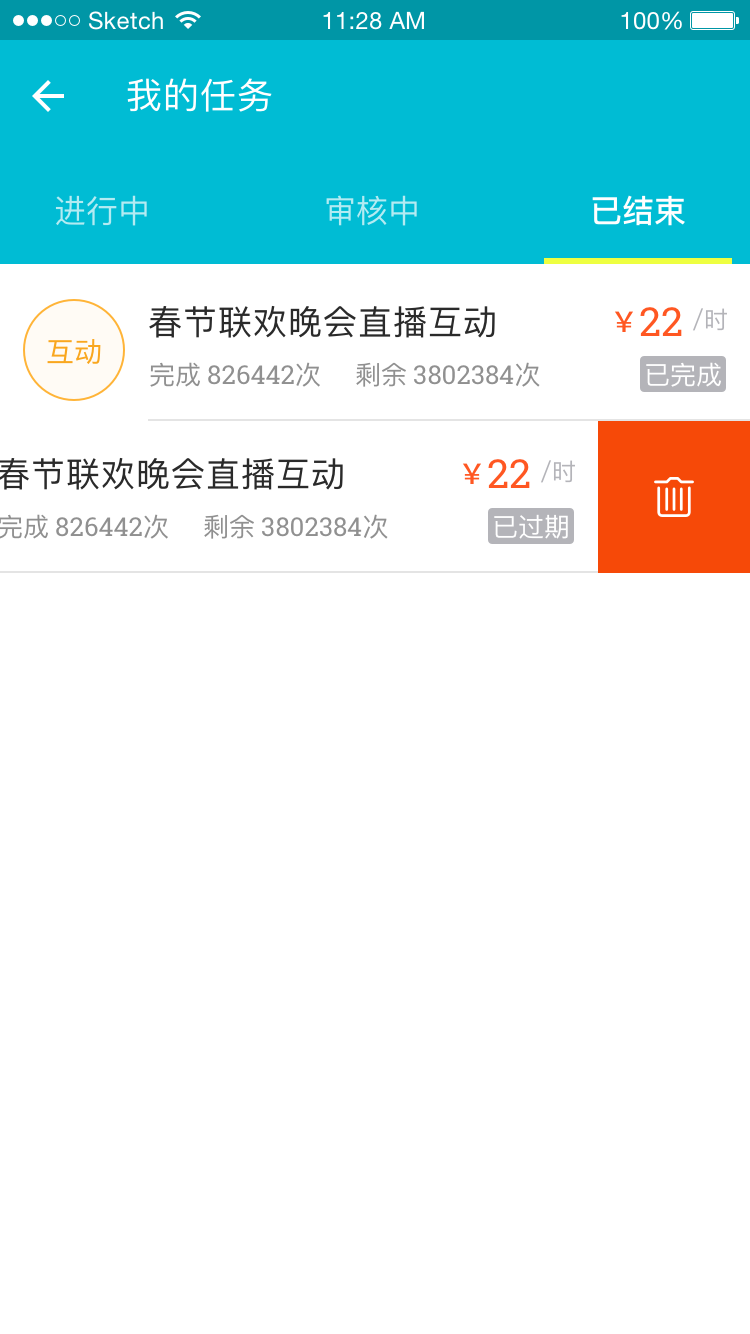 Sketch 11:28 AM 100%
我的任务
进行中 审核中 已结束
互动
春节联欢晚会直播互动 ¥22 /时
完成 826442次 剩余 3802384次 已完成
春节联欢晚会直播互动 ¥22 /时
完成 826442次 剩余 3802384次 已过期